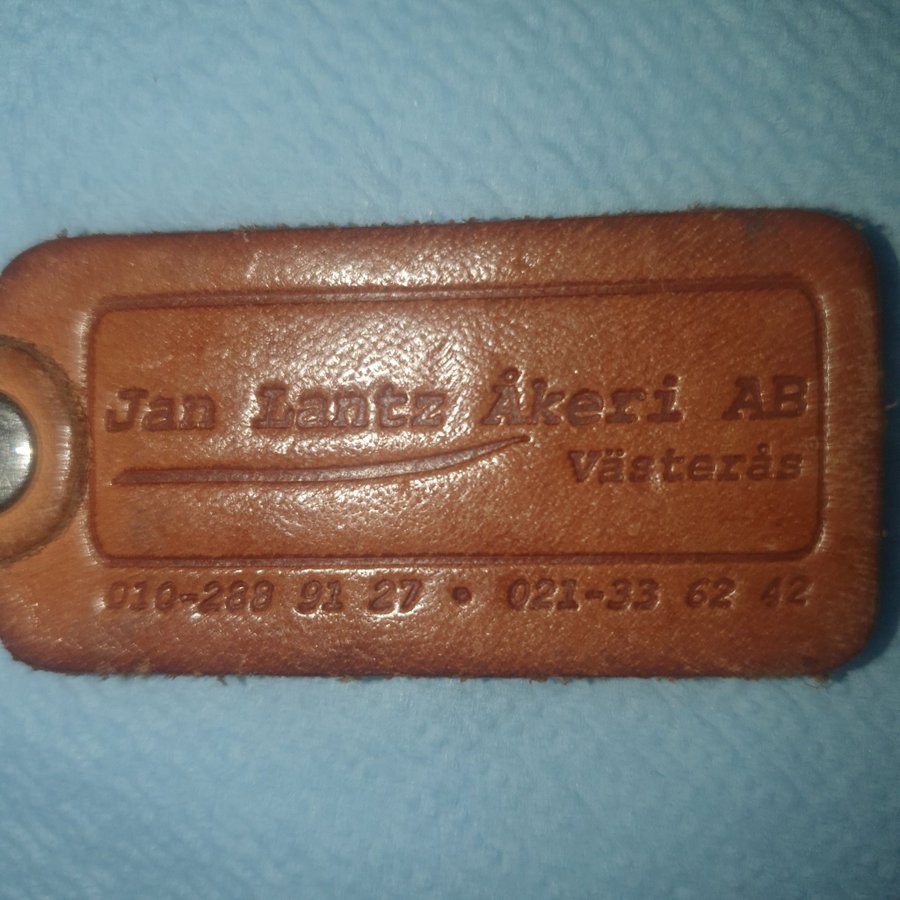 Jan Lantz Åkeri AB
Västerås
010-288 91 27 • 021-33 62 42